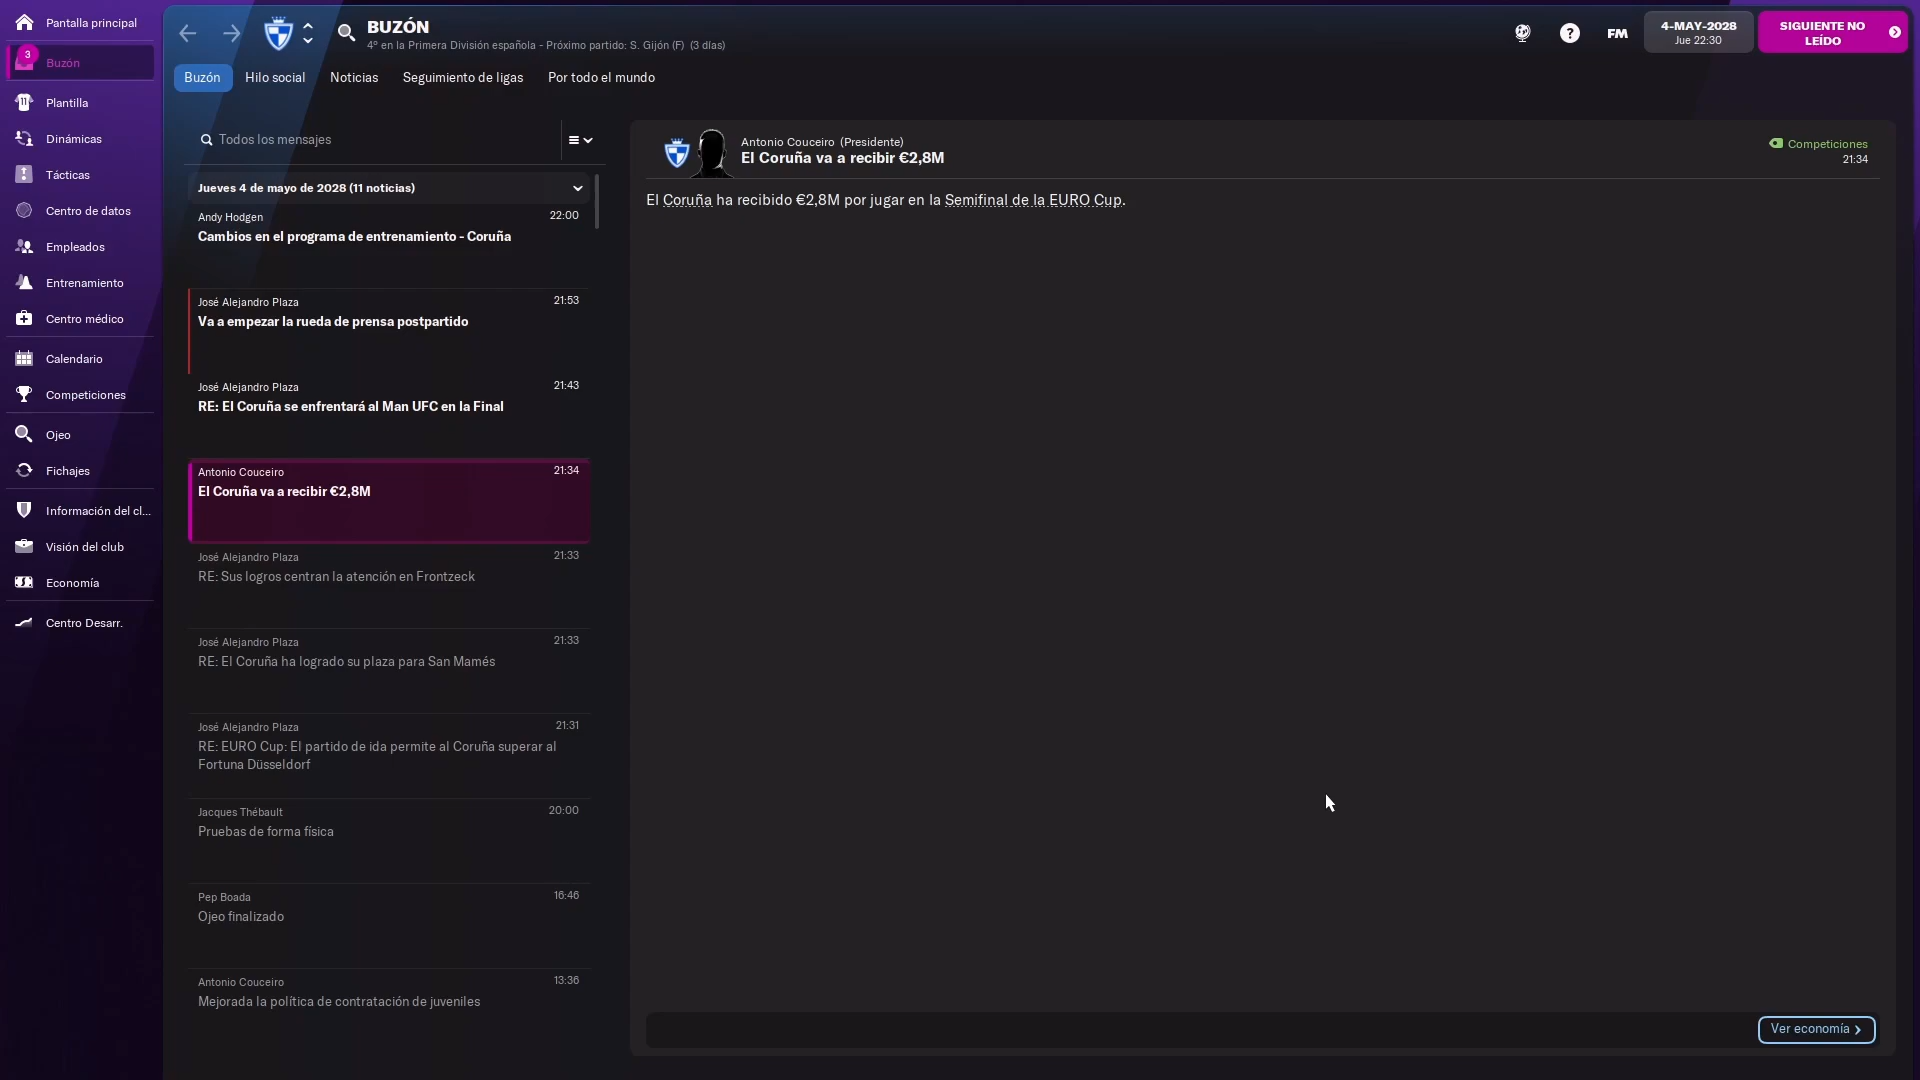 Pantalla principal
3
Buzón
11
Plantilla
Dinámicas
Tácticas
Centro de datos
Empleados
Entrenamiento
Centro médico
Calendario
Competiciones
Ojeo
Fichajes
Información del cl...
Visión del club
Economía
Centro Desarr.
BUZÓN
4º en la Primera División española - Próximo partido: S. Gijón (F) (3 días)
?
FM
4-MAY-2028
Jue 22:30
SIGUIENTE NO
LEÍDO
Buzón
Hilo social
Noticias
Seguimiento de ligas
Por todo el mundo
Todos los mensajes
Jueves 4 de mayo de 2028 (11 noticias)
Andy Hodgen
22:00
Cambios en el programa de entrenamiento - Coruña
José Alejandro Plaza
21:53
Va a empezar la rueda de prensa postpartido
José Alejandro Plaza
21:43
RE: El Coruña se enfrentará al Man UFC en la Final
Antonio Couceiro
21:34
El Coruña va a recibir €2,8M
José Alejandro Plaza
21:33
RE: Sus logros centran la atención en Frontzeck
José Alejandro Plaza
21:33
RE: El Coruña ha logrado su plaza para San Mamés
José Alejandro Plaza
21:31
RE: EURO Cup: El partido de ida permite al Coruña superar al
Fortuna Düsseldorf
Jacques Thébault
20:00
Pruebas de forma física
Pep Boada
16:46
Ojeo finalizado
Antonio Couceiro
13:36
Mejorada la política de contratación de juveniles
Antonio Couceiro (Presidente)
El Coruña va a recibir €2,8M
Competiciones
21:34
El Coruña ha recibido €2,8M por jugar en la Semifinal de la EURO Cup.
Ver economía